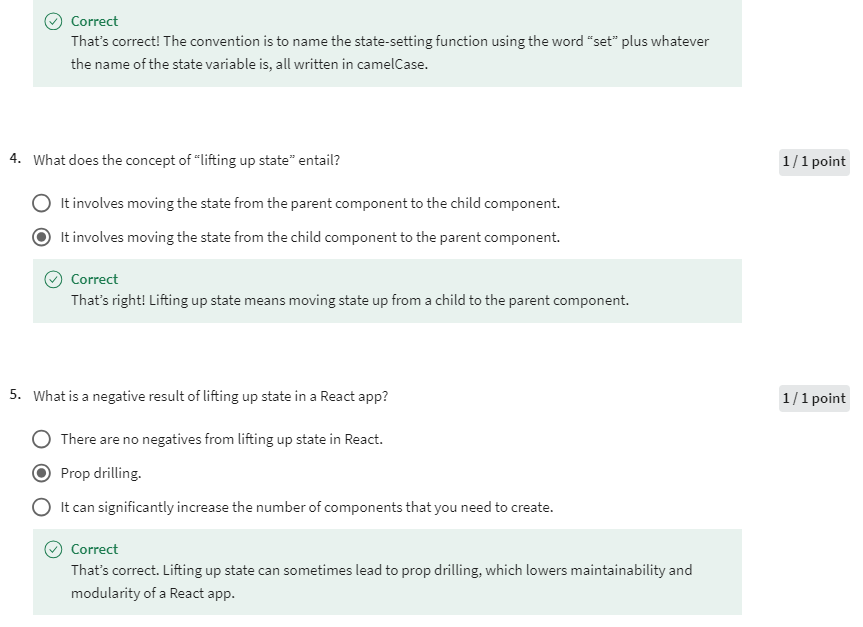 Correct
That's correct! The convention is to name the state-setting function using the word “set” plus whatever
the name of the state variable is, all written in camelCase.
4. What does the concept of “lifting up state” entail? 1 / 1 point
It involves moving the state from the parent component to the child component.
It involves moving the state from the child component to the parent component.
Correct
That's right! Lifting up state means moving state up from a child to the parent component.
5. What is a negative result of lifting up state in a React app? 1 / 1 point
There are no negatives from lifting up state in React.
Prop drilling.
It can significantly increase the number of components that you need to create.
Correct
That's correct. Lifting up state can sometimes lead to prop drilling, which lowers maintainability and
modularity of a React app.